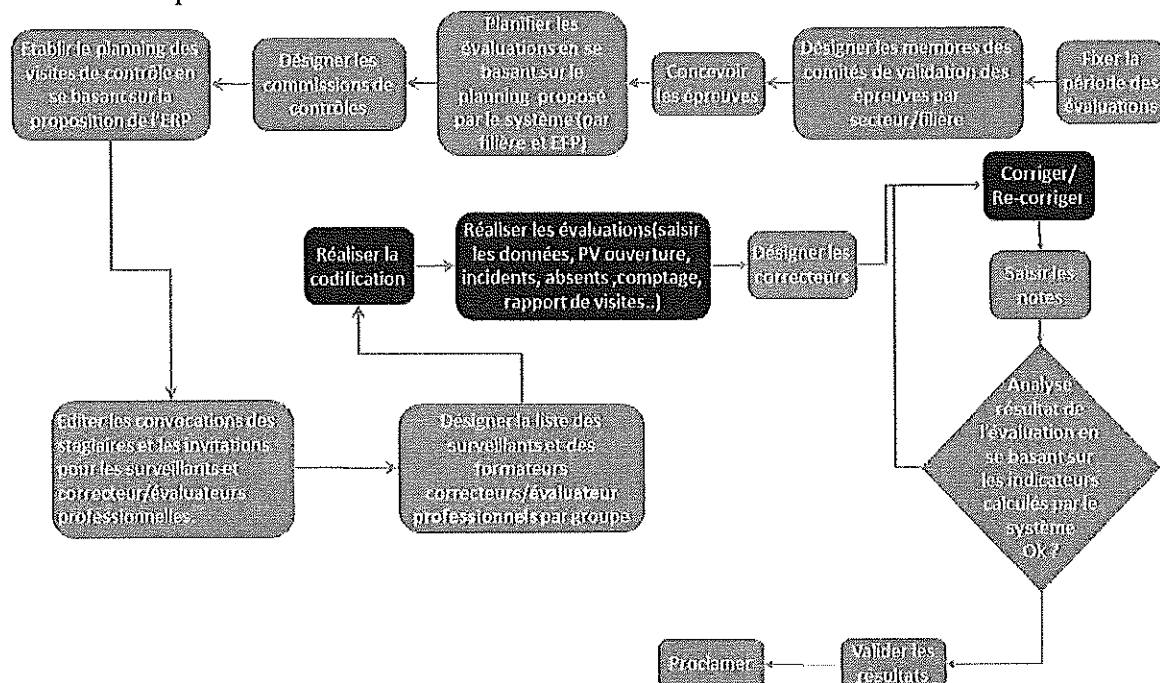 Fixer la
période des
évaluations
Désigner les membres des
comités de validation des
épreuves par
secteur/filière
Concevoir
les épreuves
Planifier les
évaluations en se
basant sur le
planning proposé
par le système (par
filière et EFP)
Désigner les
commissions de
contrôles
Etablir le planning des
visites de contrôle en
se basant sur la
proposition de l'ERP
Editer les convocations des
stagiaires et les invitations
pour les surveillants et
correcteur/évaluateurs
professionnelles.
Désigner la liste des
surveillants et des
formateurs
correcteurs/évaluateur
professionnels par groupe
Réaliser la
codification
Réaliser les évaluations(saisir
les données, PV ouverture,
incidents, absents ,comptage,
rapport de visites..)
Désigner les
correcteurs
Corriger/
Re-corriger
Saisir les
notes
Analyse
résultat de
l'évaluation en
se basant sur
les indicateurs
calculés par le
système
Ok ?
Valider les
résultats
Proclamer